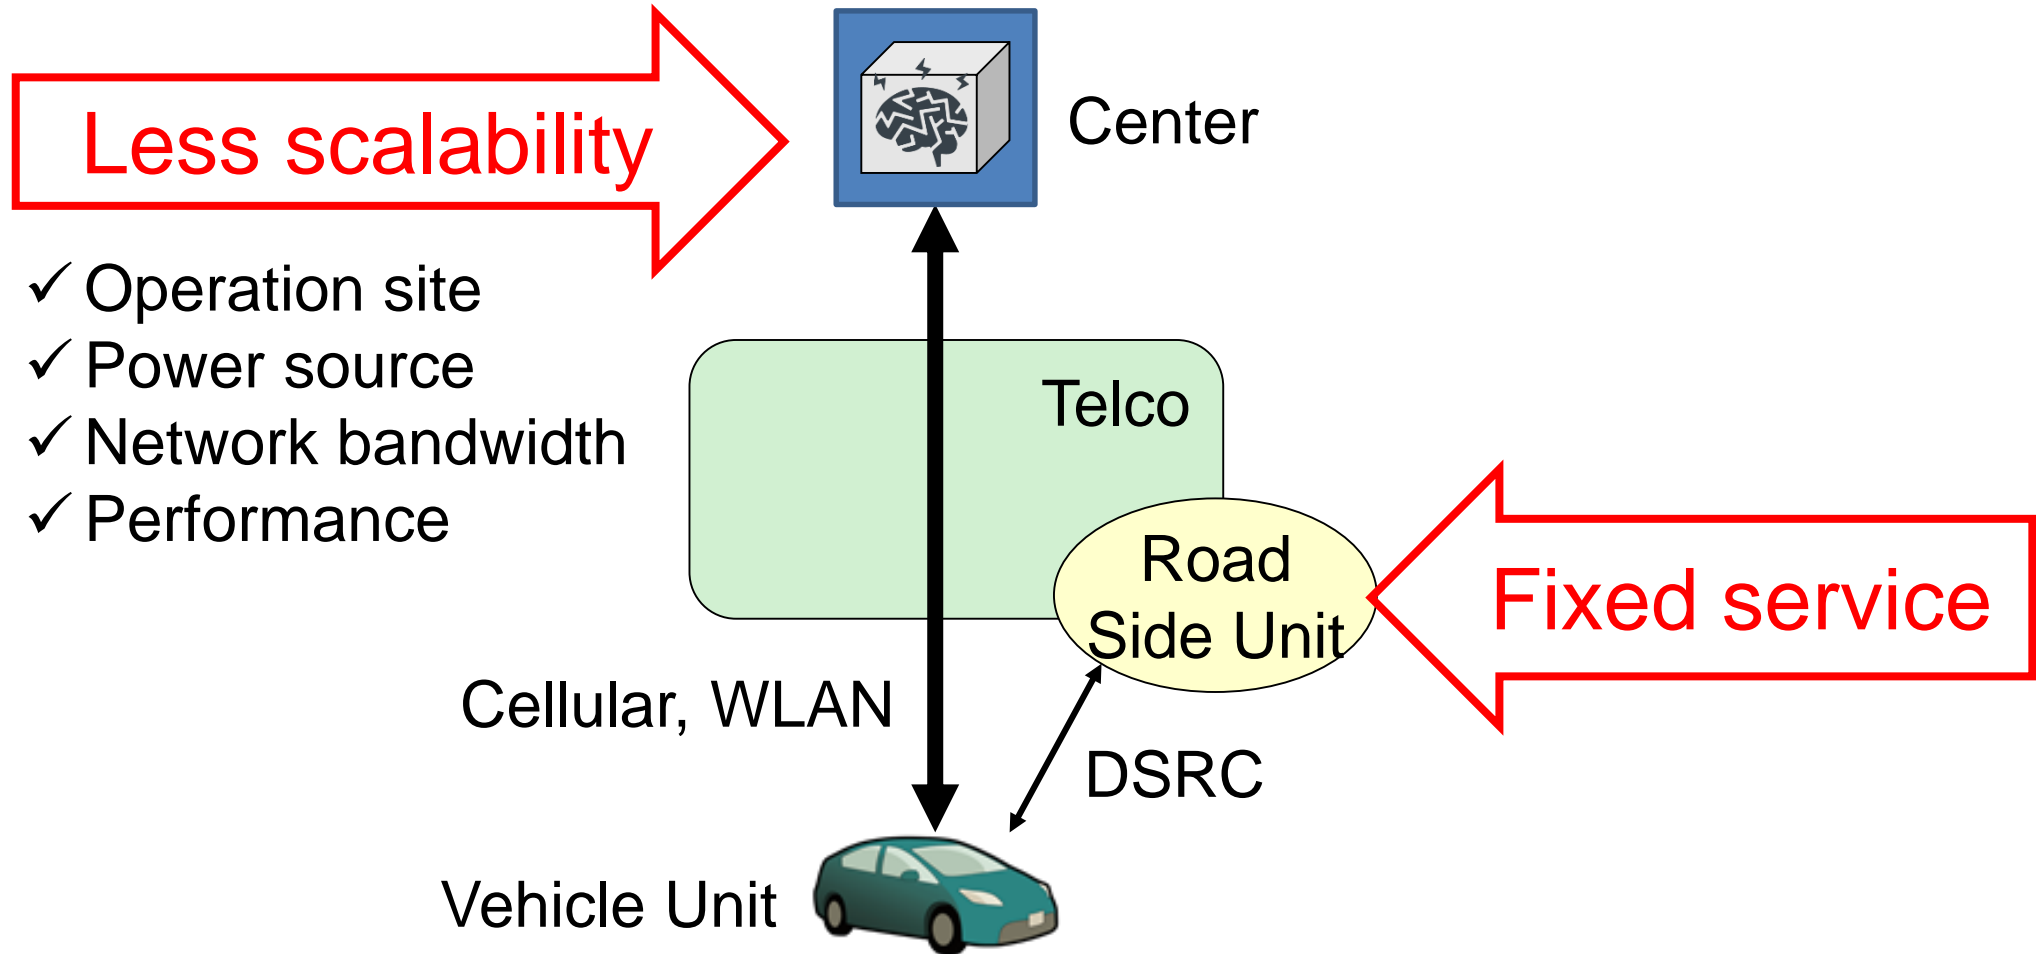 Less scalability
Center
✓ Operation site
✓ Power source
✓ Network bandwidth
✓ Performance
Telco
Road
Side Unit
Fixed service
Cellular, WLAN
DSRC
Vehicle Unit